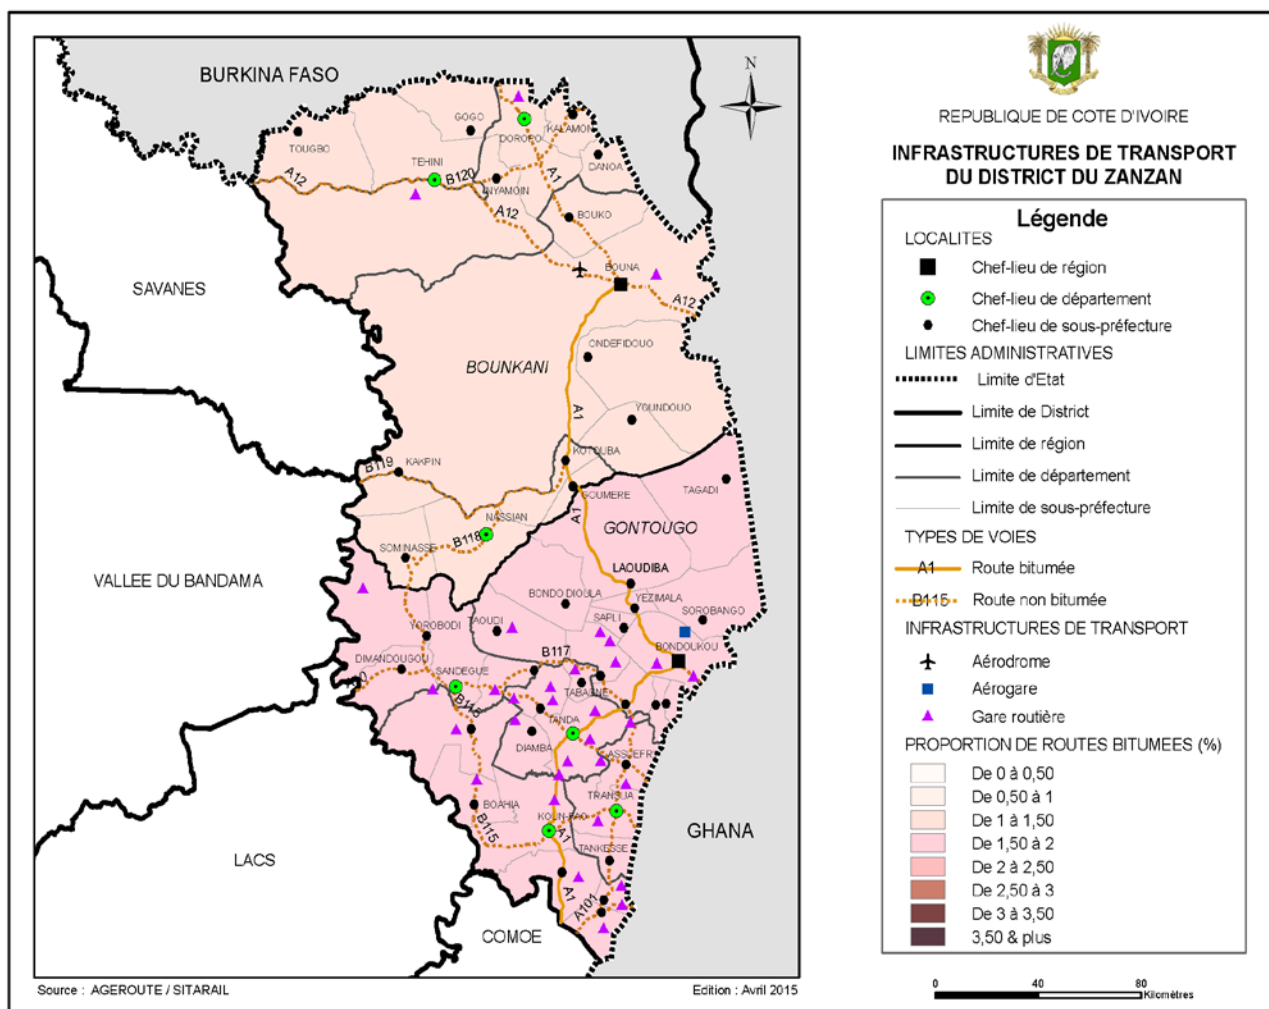 BURKINA FASO
N
GOGO
TOUGBO
DOROPO
KALAMON
TEHINI
DANOA
A12
B120
INYAMOIN
A1
A12
BOUKO
SAVANES
BOUNA
A12
ONDEFIDOUO
BOUNKANI
A1
YOUNDOUO
KOTOUBA
B119
KAKPIN
TAGADI
GOUMERE
A1
GONTOUGO
NASSIAN
B118
SOMINASSE
VALLEE DU BANDAMA
LAOUDIBA
BONDO DIOULA
YEZIMALA
SAPLI
SOROBANGO
TAOUDI
YOROBODI
BONDOUKOU
B117
DIMANDOUGOU
SANDEGUE
TABAGNE
B116
TANDA
DIAMBA
ASSUEFRY
TRANSUA
BOAHIA
KOUN-FAO
A1
B115
GHANA
TANKESSE
LACS
A1
A101
COMOE
Source : AGEROUTE / SITARAIL
Edition : Avril 2015
REPUBLIQUE DE COTE D'IVOIRE
INFRASTRUCTURES DE TRANSPORT
DU DISTRICT DU ZANZAN
Légende
LOCALITES
Chef-lieu de région
Chef-lieu de département
Chef-lieu de sous-préfecture
LIMITES ADMINISTRATIVES
Limite d'Etat
Limite de District
Limite de région
Limite de département
Limite de sous-préfecture
TYPES DE VOIES
A1 Route bitumée
B115 Route non bitumée
INFRASTRUCTURES DE TRANSPORT
Aérodrome
Aérogare
Gare routière
PROPORTION DE ROUTES BITUMEES (%)
De 0 à 0,50
De 0,50 à 1
De 1 à 1,50
De 1,50 à 2
De 2 à 2,50
De 2,50 à 3
De 3 à 3,50
3,50 & plus
0 40 80
Kilomètres